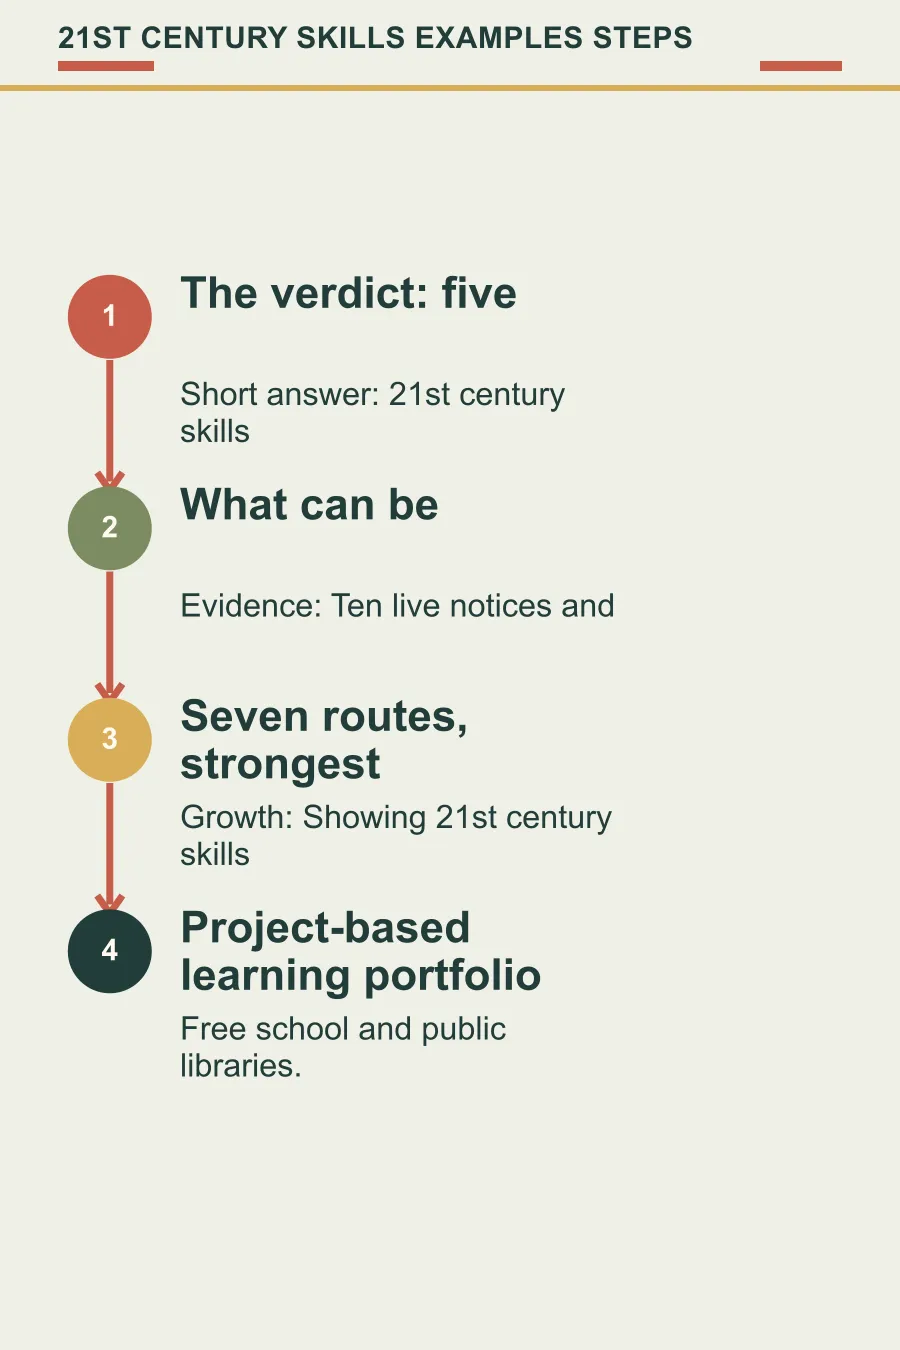 21ST CENTURY SKILLS EXAMPLES STEPS
1
The verdict: five
Short answer: 21st century
skills
2
What can be
Evidence: Ten live notices and
3
Seven routes,
strongest
Growth: Showing 21st century
skills
4
Project-based
learning portfolio
Free school and public
libraries.